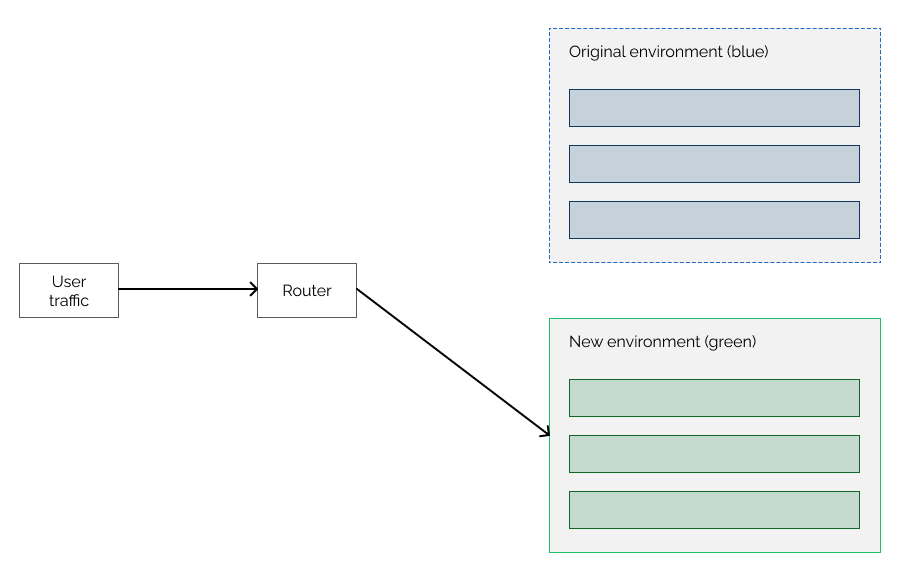 Original environment (blue)
User
traffic
Router
New environment (green)